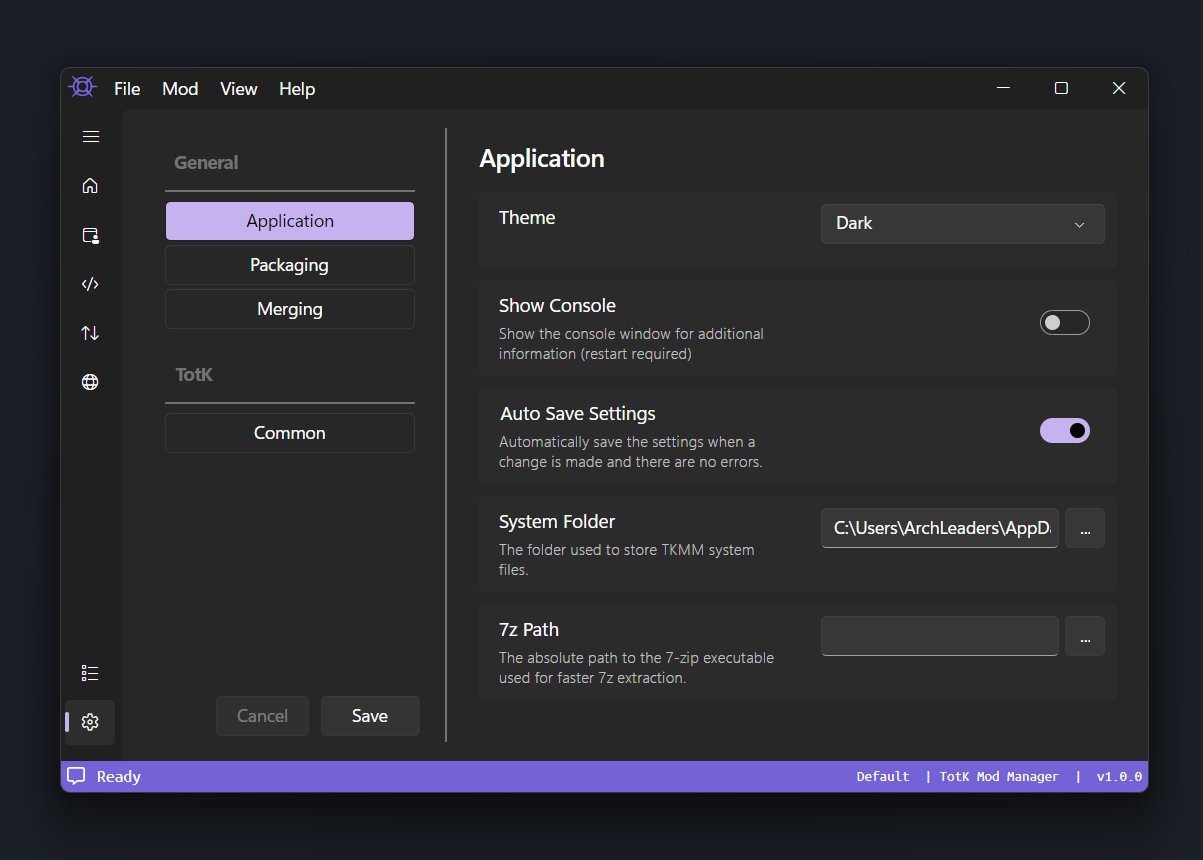 File Mod View Help
General
Application
Packaging
Merging
TotK
Common
Cancel Save
Application
Theme Dark
Show Console
Show the console window for additional
information (restart required)
Auto Save Settings
Automatically save the settings when a
change is made and there are no errors.
System Folder C:\Users\ArchLeaders\AppDa ...
The folder used to store TKMM system
files.
7z Path ...
The absolute path to the 7-zip executable
used for faster 7z extraction.
Ready Default | TotK Mod Manager | v1.0.0